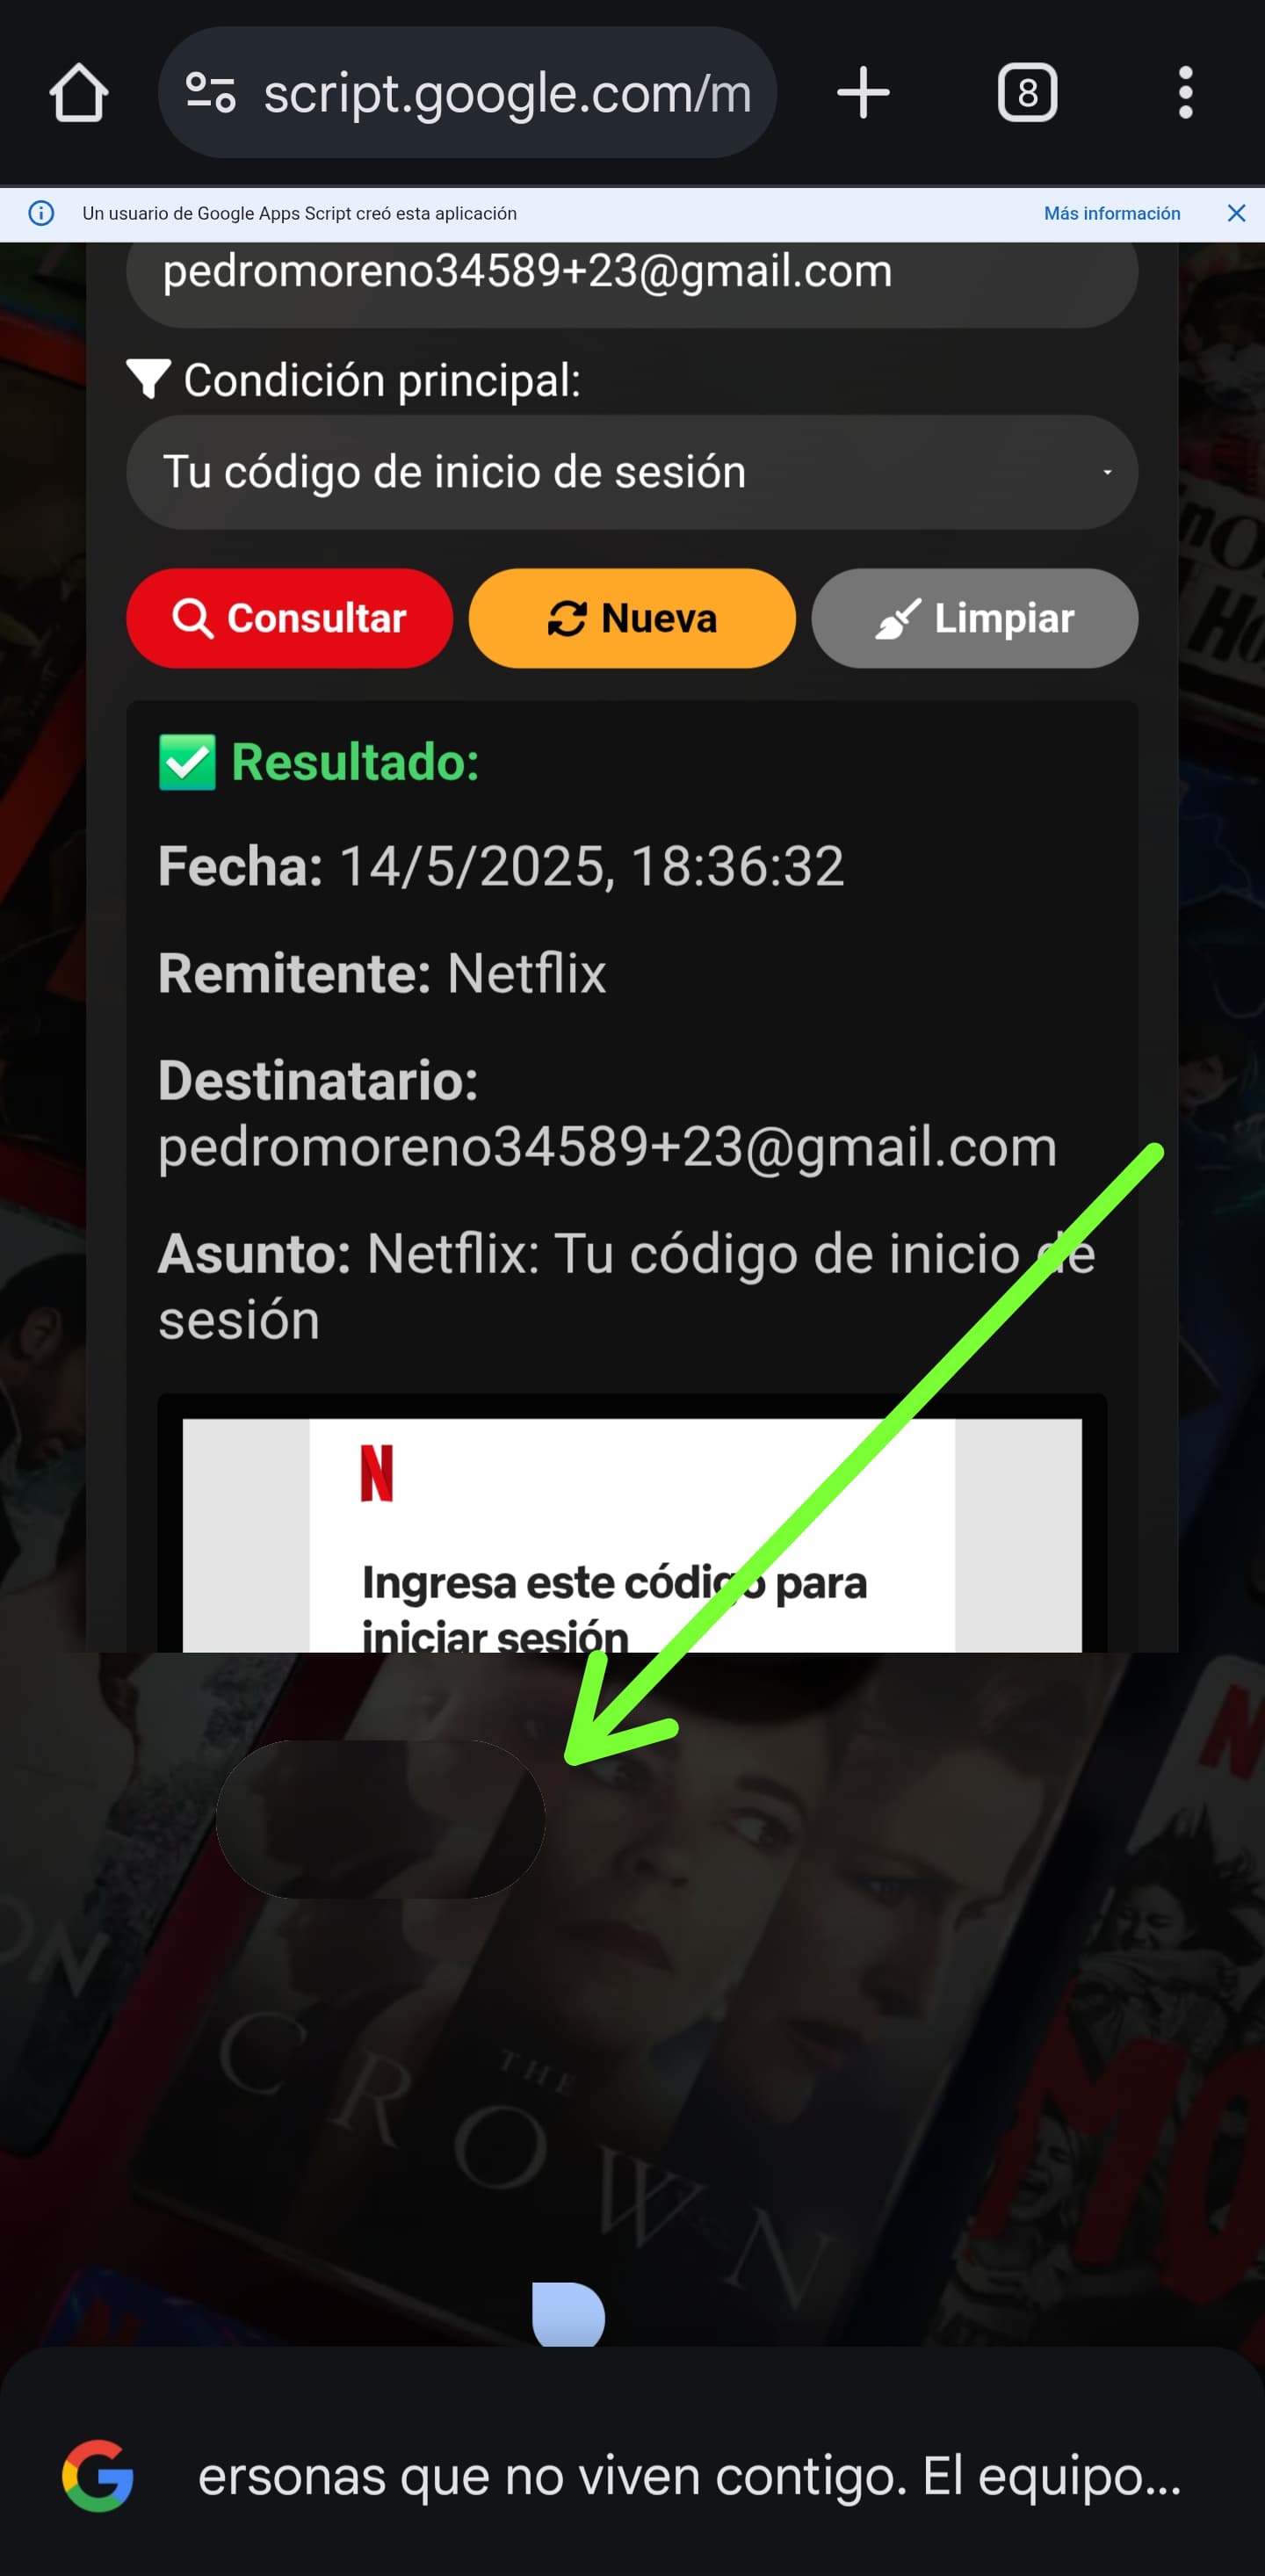 script.google.com/m
8
Un usuario de Google Apps Script creó esta aplicación
Más información
pedromoreno34589+23@gmail.com
Condición principal:
Tu código de inicio de sesión
Consultar
Nueva
Limpiar
Resultado:
Fecha: 14/5/2025, 18:36:32
Remitente: Netflix
Destinatario:
pedromoreno34589+23@gmail.com
Asunto: Netflix: Tu código de inicio de
sesión
N
Ingresa este código para
iniciar sesión
THE
CROWN
ersonas que no viven contigo. El equipo...